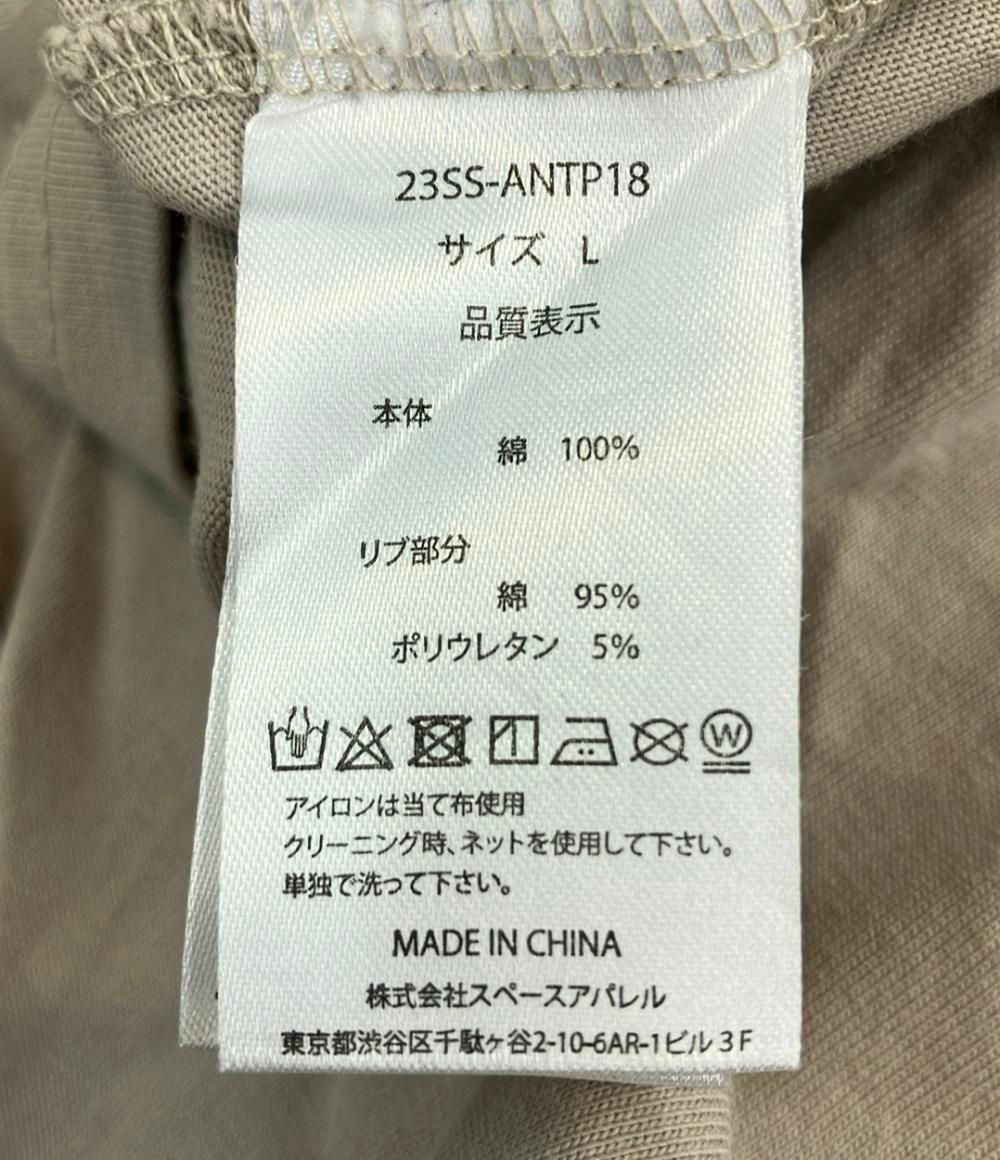 23SS-ANTP18
サイズ L
品質表示
本体
綿 100%
リブ部分
綿 95%
ポリウレタン 5%
W
アイロンは当て布使用
クリーニング時、ネットを使用して下さい。
単独で洗って下さい。
MADE IN CHINA
株式会社スペースアパレル
東京都渋谷区千駄ヶ谷2-10-6AR-1ビル3F